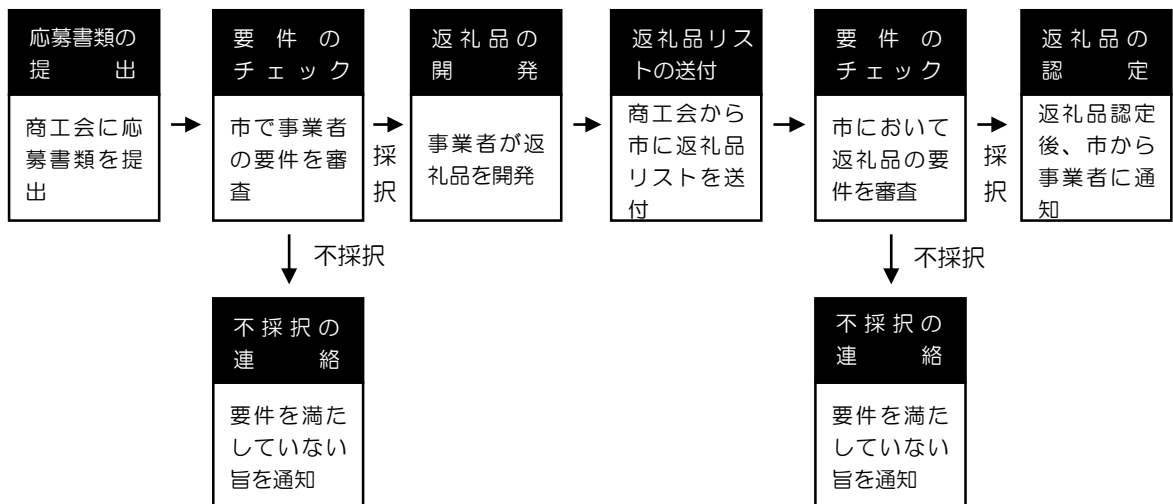 応募書類の
提出
商工会に応
募書類を提
出
要件の
チェック
市で事業者
の要件を審
査
採
択
返礼品の
開発
事業者が返
礼品を開発
返礼品リス
トの送付
商工会から
市に返礼品
リストを送
付
要件の
チェック
市において
返礼品の要
件を審査
採
択
返礼品の
認定
返礼品認定
後、市から
事業者に通
知
不採択
不採択の
連絡
要件を満た
していない
旨を通知
不採択
不採択の
連絡
要件を満た
していない
旨を通知